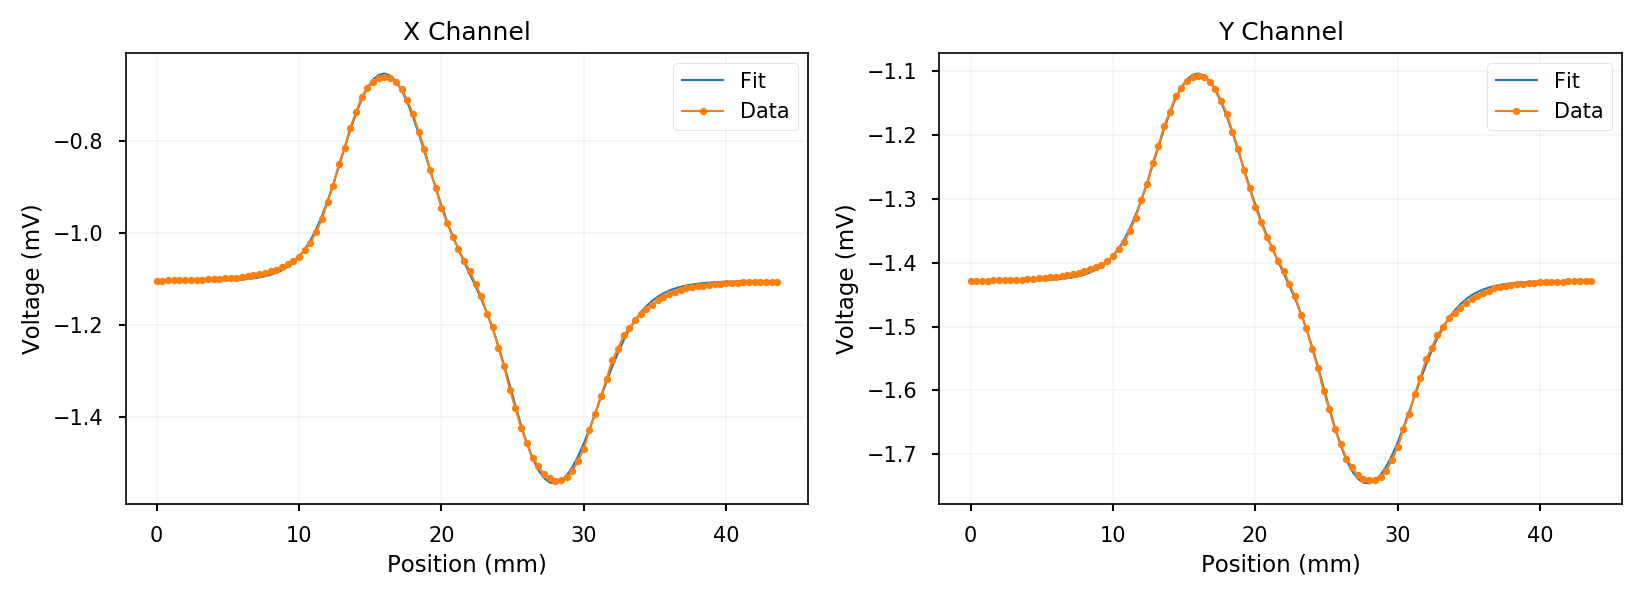 X Channel
Voltage (mV)
−0.8
−1.0
−1.2
−1.4
0
10
20
30
40
Position (mm)
Fit
Data
Y Channel
Voltage (mV)
−1.1
−1.2
−1.3
−1.4
−1.5
−1.6
−1.7
0
10
20
30
40
Position (mm)
Fit
Data